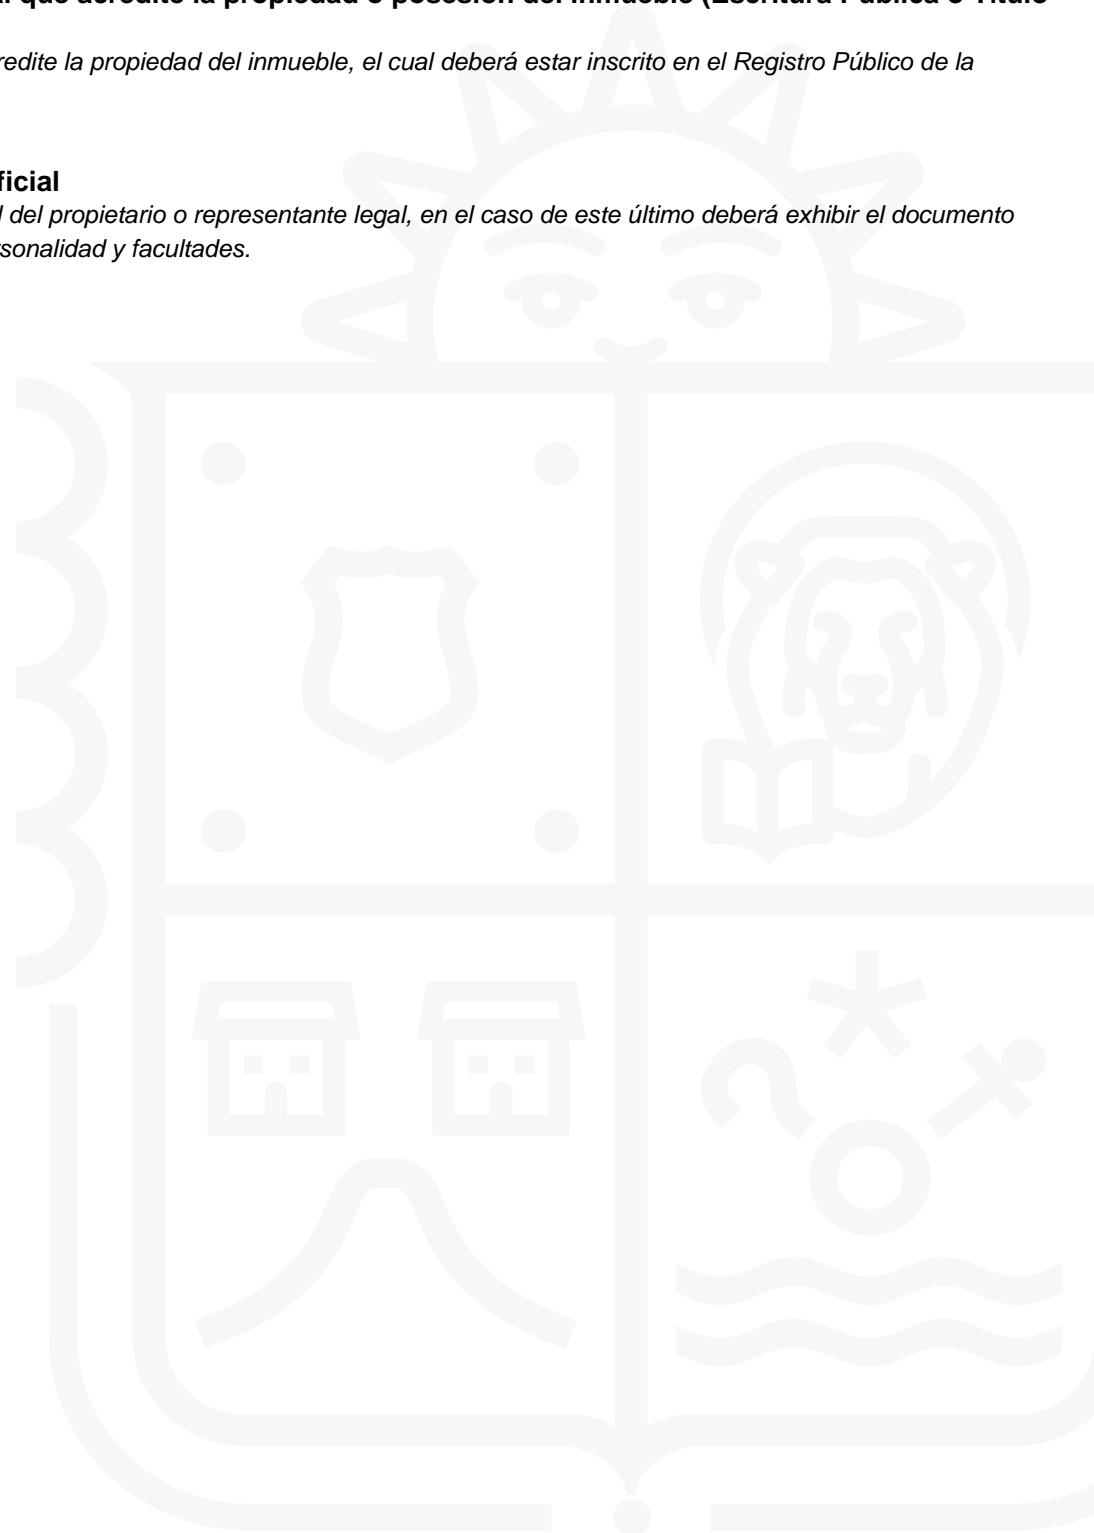 que acredite la propiedad o posesión del inmueble (Escritura Pública o Título
redite la propiedad del inmueble, el cual deberá estar inscrito en el Registro Público de la
ficial
del propietario o representante legal, en el caso de este último deberá exhibir el documento
rsonalidad y facultades.